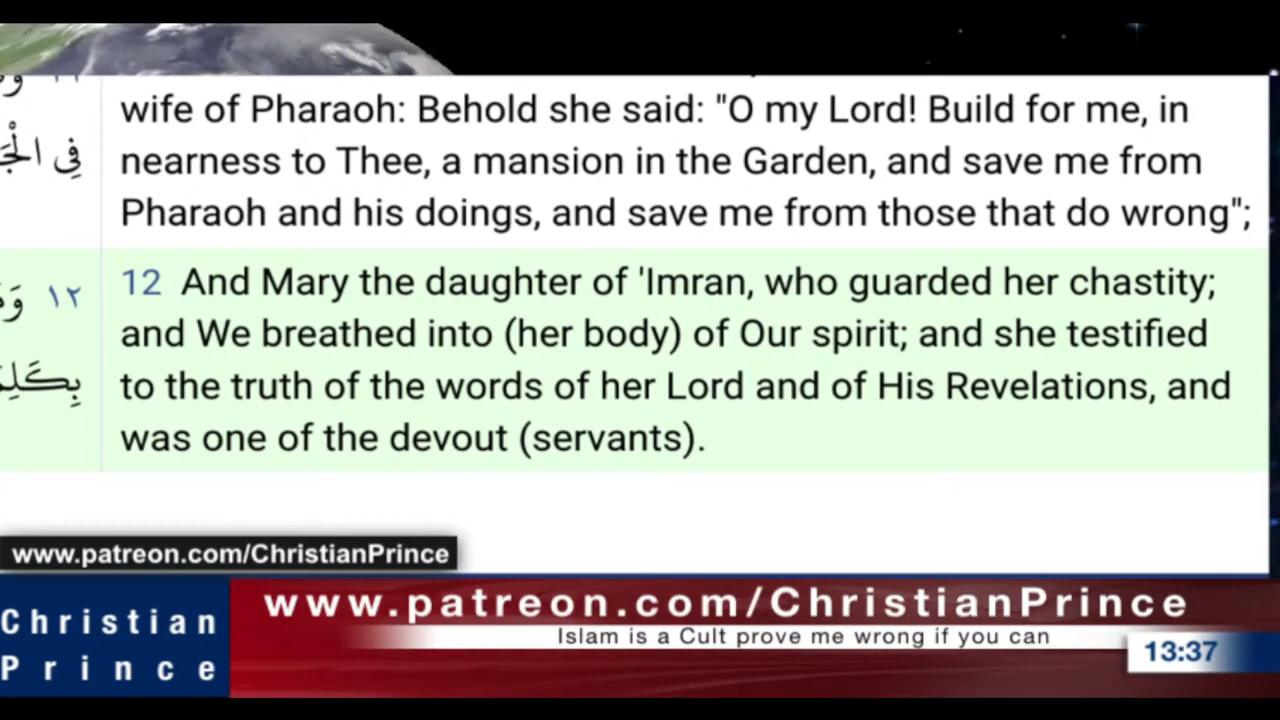 wife of Pharaoh: Behold she said: "O my Lord! Build for me, in
فِي الْجَ
nearness to Thee, a mansion in the Garden, and save me from
Pharaoh and his doings, and save me from those that do wrong";
١٢
12 And Mary the daughter of 'Imran, who guarded her chastity;
and We breathed into (her body) of Our spirit; and she testified
بِكَلِمَ
to the truth of the words of her Lord and of His Revelations, and
was one of the devout (servants).
www.patreon.com/ChristianPrince
www.patreon.com/ChristianPrince
Islam is a Cult prove me wrong if you can
Christian
Prince
13:37